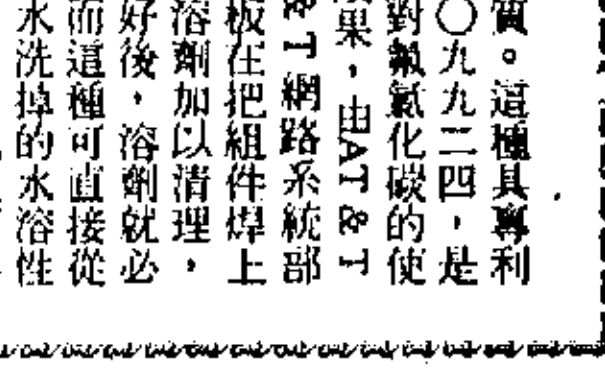 質。這種具專利
〇九九二四，是
對氟氯化碳的使
果，由AT&T
&T網路系統部
板在把組件焊上
溶劑加以清理，
好後，溶劑就必
而這種可直接從
水洗掉的水溶性